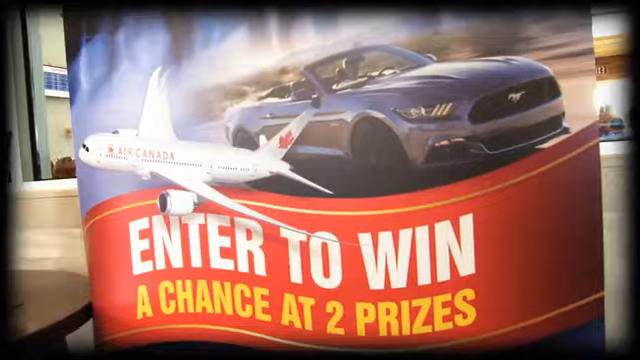 AIR CANADA
ENTER TO WIN
A CHANCE AT 2 PRIZES